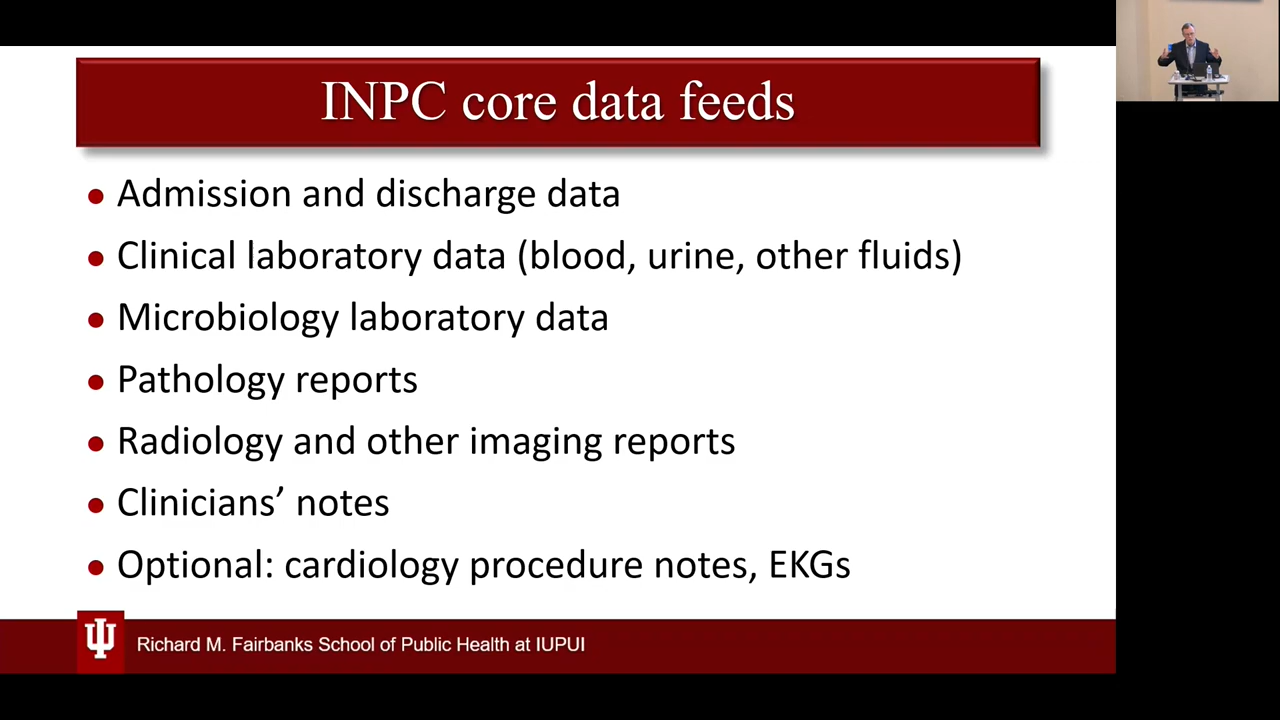 INPC core data feeds
● Admission and discharge data
● Clinical laboratory data (blood, urine, other fluids)
● Microbiology laboratory data
● Pathology reports
● Radiology and other imaging reports
● Clinicians’ notes
● Optional: cardiology procedure notes, EKGs
Richard M. Fairbanks School of Public Health at IUPUI